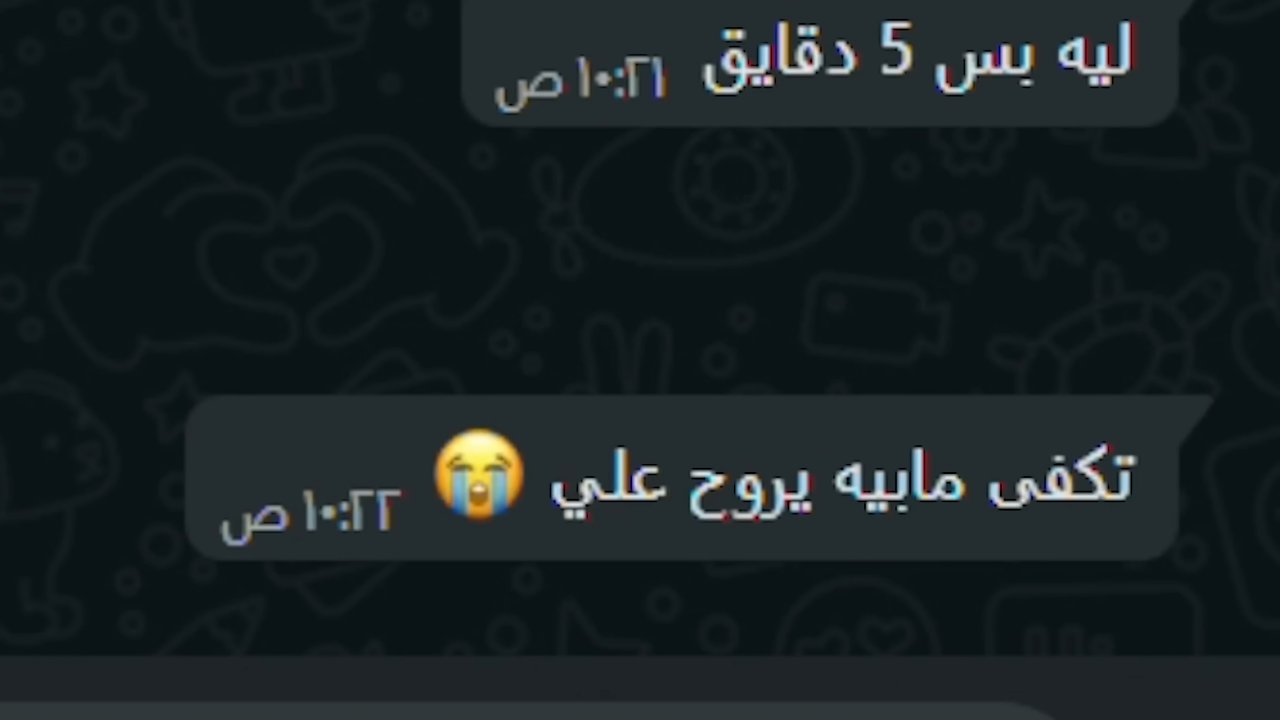 ليه بس 5 دقايق ١٠:٢١ ص
تكفى مابيه يروح علي 😭 ١٠:٢٢ ص